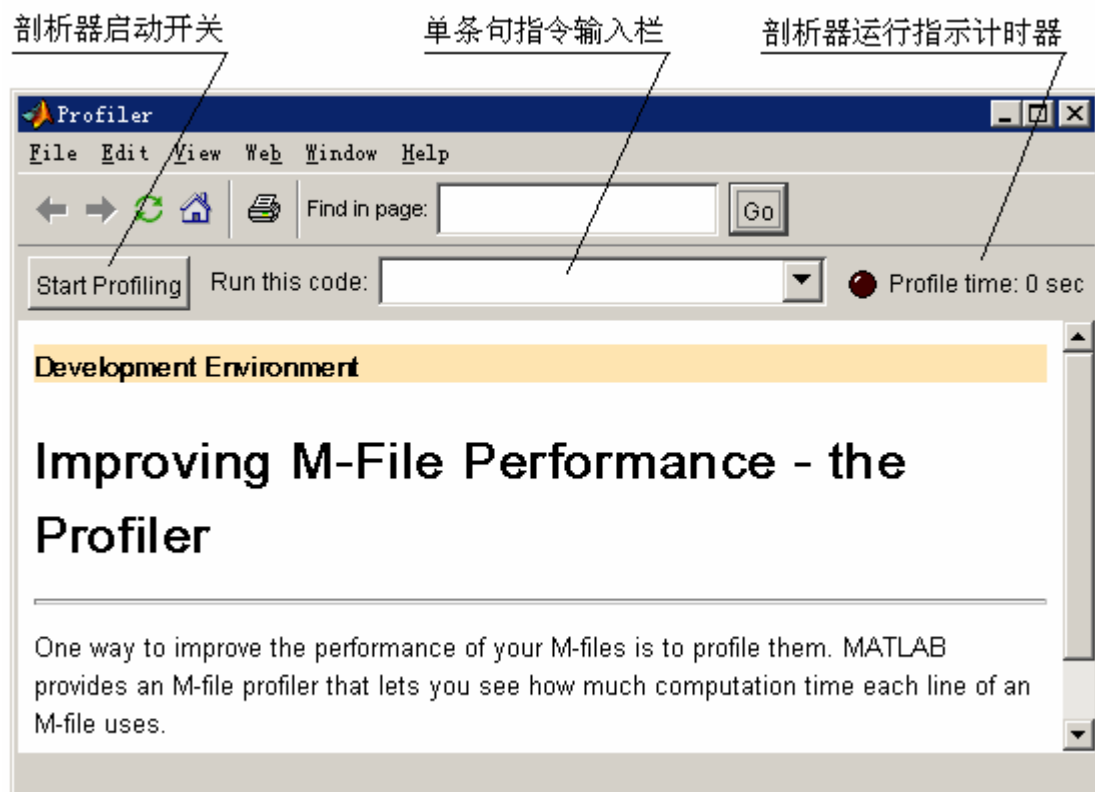 剖析器启动开关 单条句指令输入栏 剖析器运行指示计时器
Profiler
File Edit View Web Window Help
Find in page: Go
Start Profiling Run this code: Profile time: 0 sec
Development Environment
Improving M-File Performance - the
Profiler
One way to improve the performance of your M-files is to profile them. MATLAB
provides an M-file profiler that lets you see how much computation time each line of an
M-file uses.